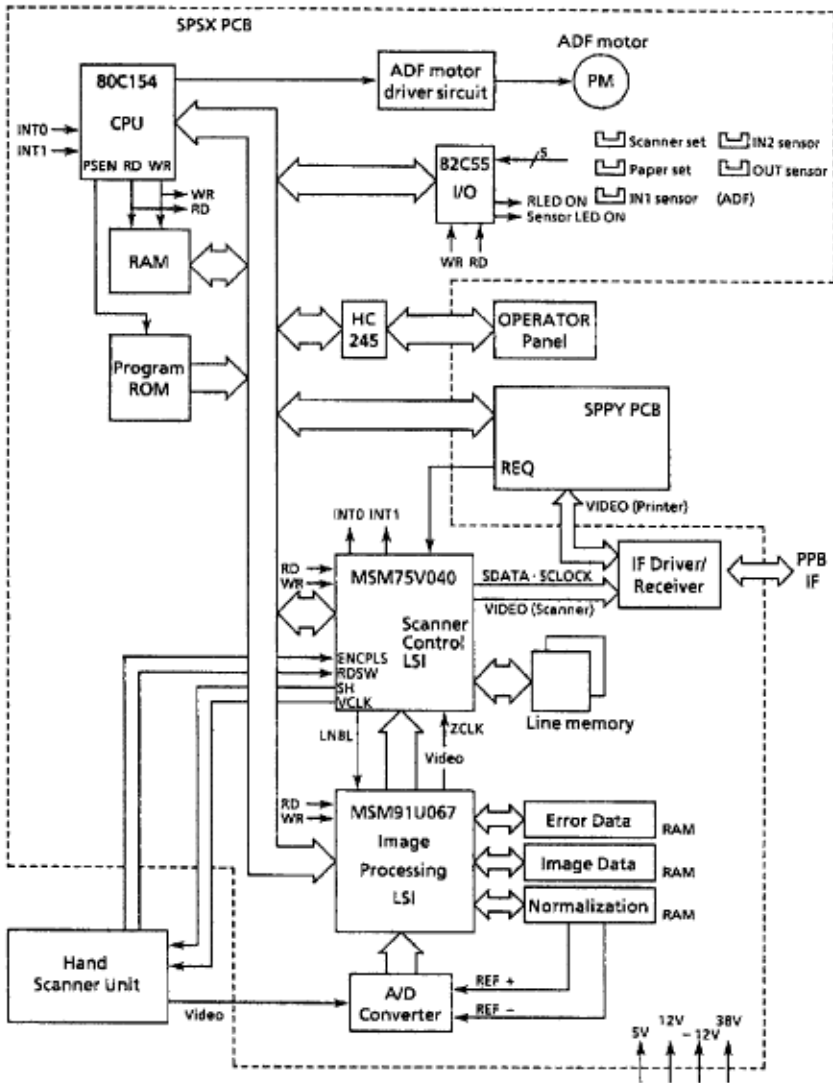 SPSX PCB
ADF motor
80C154
CPU
INT0
INT1
PSEN RD WR
WR
RD
ADF motor
driver sircuit
PM
82C55
I/O
5
Scanner set
IN2 sensor
Paper set
OUT sensor
IN1 sensor
(ADF)
RLED ON
Sensor LED ON
WR RD
RAM
Program
ROM
HC
245
OPERATOR
Panel
SPPY PCB
REQ
VIDEO (Printer)
INT0 INT1
RD
WR
MSM75V040
Scanner
Control
LSI
ENCPLS
RDSW
SH
VCLK
SDATA · SCLOCK
VIDEO (Scanner)
IF Driver/
Receiver
PPB
IF
Line memory
LNBL
Video
ZCLK
RD
WR
MSM91U067
Image
Processing
LSI
Error Data
RAM
Image Data
RAM
Normalization
RAM
Hand
Scanner Unit
Video
A/D
Converter
REF +
REF −
5V
12V
−12V
38V